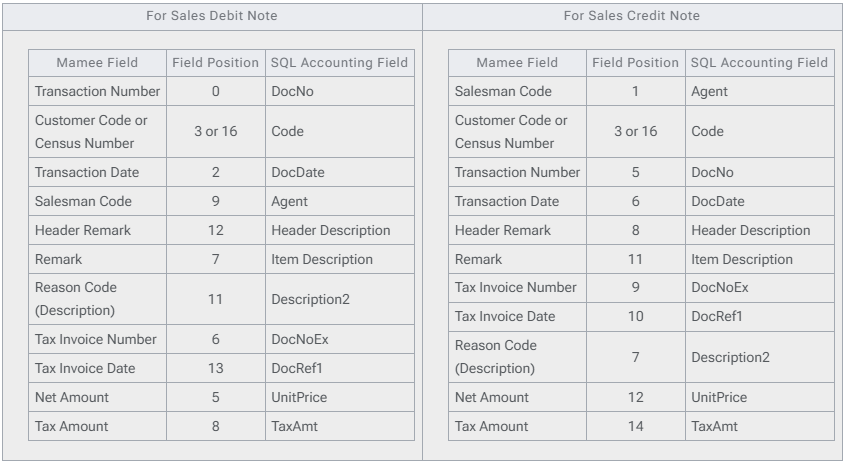 For Sales Debit Note
Mamee Field Field Position SQL Accounting Field
Transaction Number 0 DocNo
Customer Code or
Census Number 3 or 16 Code
Transaction Date 2 DocDate
Salesman Code 9 Agent
Header Remark 12 Header Description
Remark 7 Item Description
Reason Code
(Description) 11 Description2
Tax Invoice Number 6 DocNoEx
Tax Invoice Date 13 DocRef1
Net Amount 5 UnitPrice
Tax Amount 8 TaxAmt
For Sales Credit Note
Mamee Field Field Position SQL Accounting Field
Salesman Code 1 Agent
Customer Code or
Census Number 3 or 16 Code
Transaction Number 5 DocNo
Transaction Date 6 DocDate
Header Remark 8 Header Description
Remark 11 Item Description
Tax Invoice Number 9 DocNoEx
Tax Invoice Date 10 DocRef1
Reason Code
(Description) 7 Description2
Net Amount 12 UnitPrice
Tax Amount 14 TaxAmt